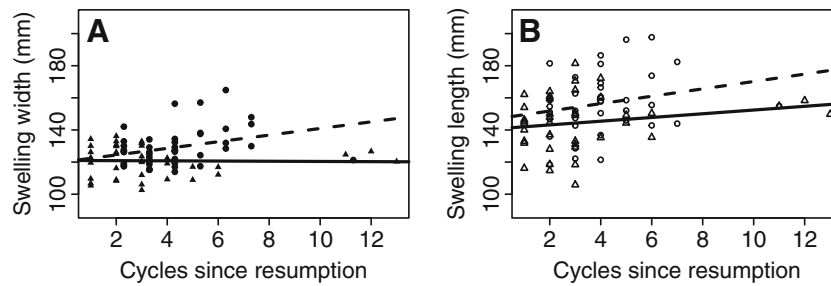 A
Swelling width (mm)
180
140
100
2 4 6 8 10 12
Cycles since resumption
B
Swelling length (mm)
180
140
100
2 4 6 8 10 12
Cycles since resumption